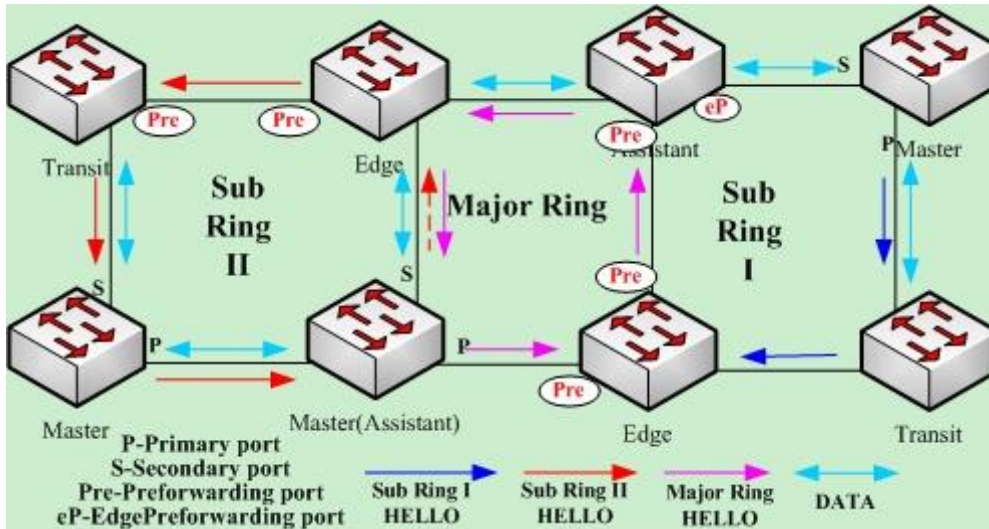 S
eP
Pre
Pre
Pre
Transit
Edge
Assistant
P
Master
Sub
Ring
II
Major Ring
Sub
Ring
I
Pre
S
S
P
P
Pre
Master
Master(Assistant)
Edge
Transit
P-Primary port
S-Secondary port
Pre-Preforwarding port
eP-EdgePreforwarding port
Sub Ring I
HELLO
Sub Ring II
HELLO
Major Ring
HELLO
DATA